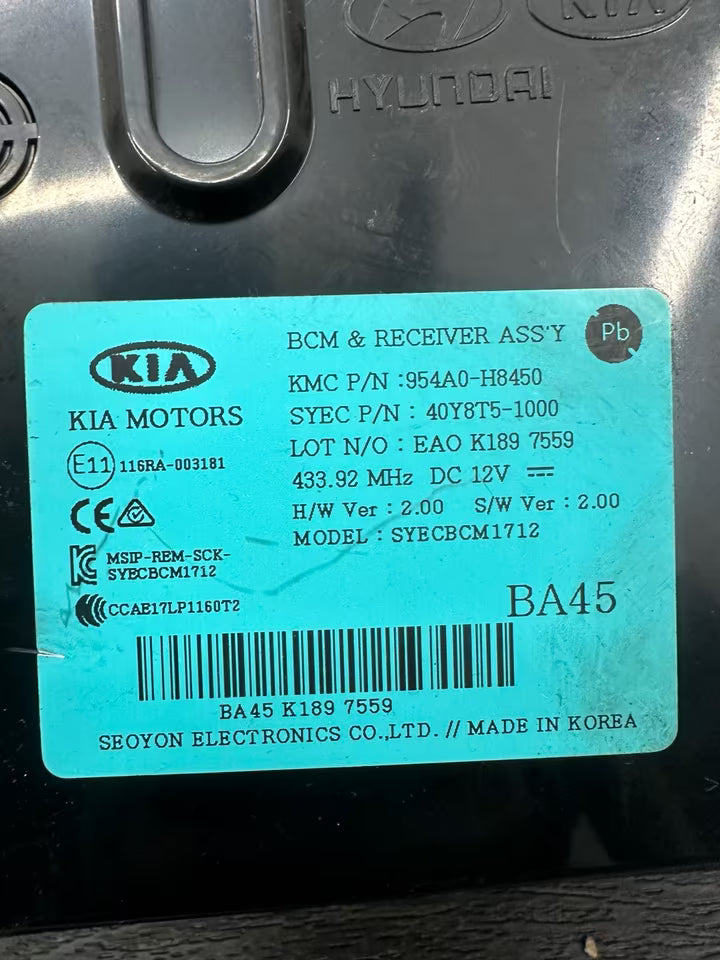 KIA
HYUNDAI
BCM & RECEIVER ASS'Y
Pb
KIA
KMC P/N :954A0-H8450
KIA MOTORS
SYEC P/N : 40Y8T5-1000
LOT N/O : EAO K189 7559
E11 116RA-003181
433.92 MHz DC 12V
CE
H/W Ver : 2.00 S/W Ver : 2.00
MODEL : SYECBCM1712
MSIP-REM-SCK-
SYECBCM1712
CCAE17LP1160T2
BA45
BA45 K189 7559
SEOYON ELECTRONICS CO.,LTD. // MADE IN KOREA